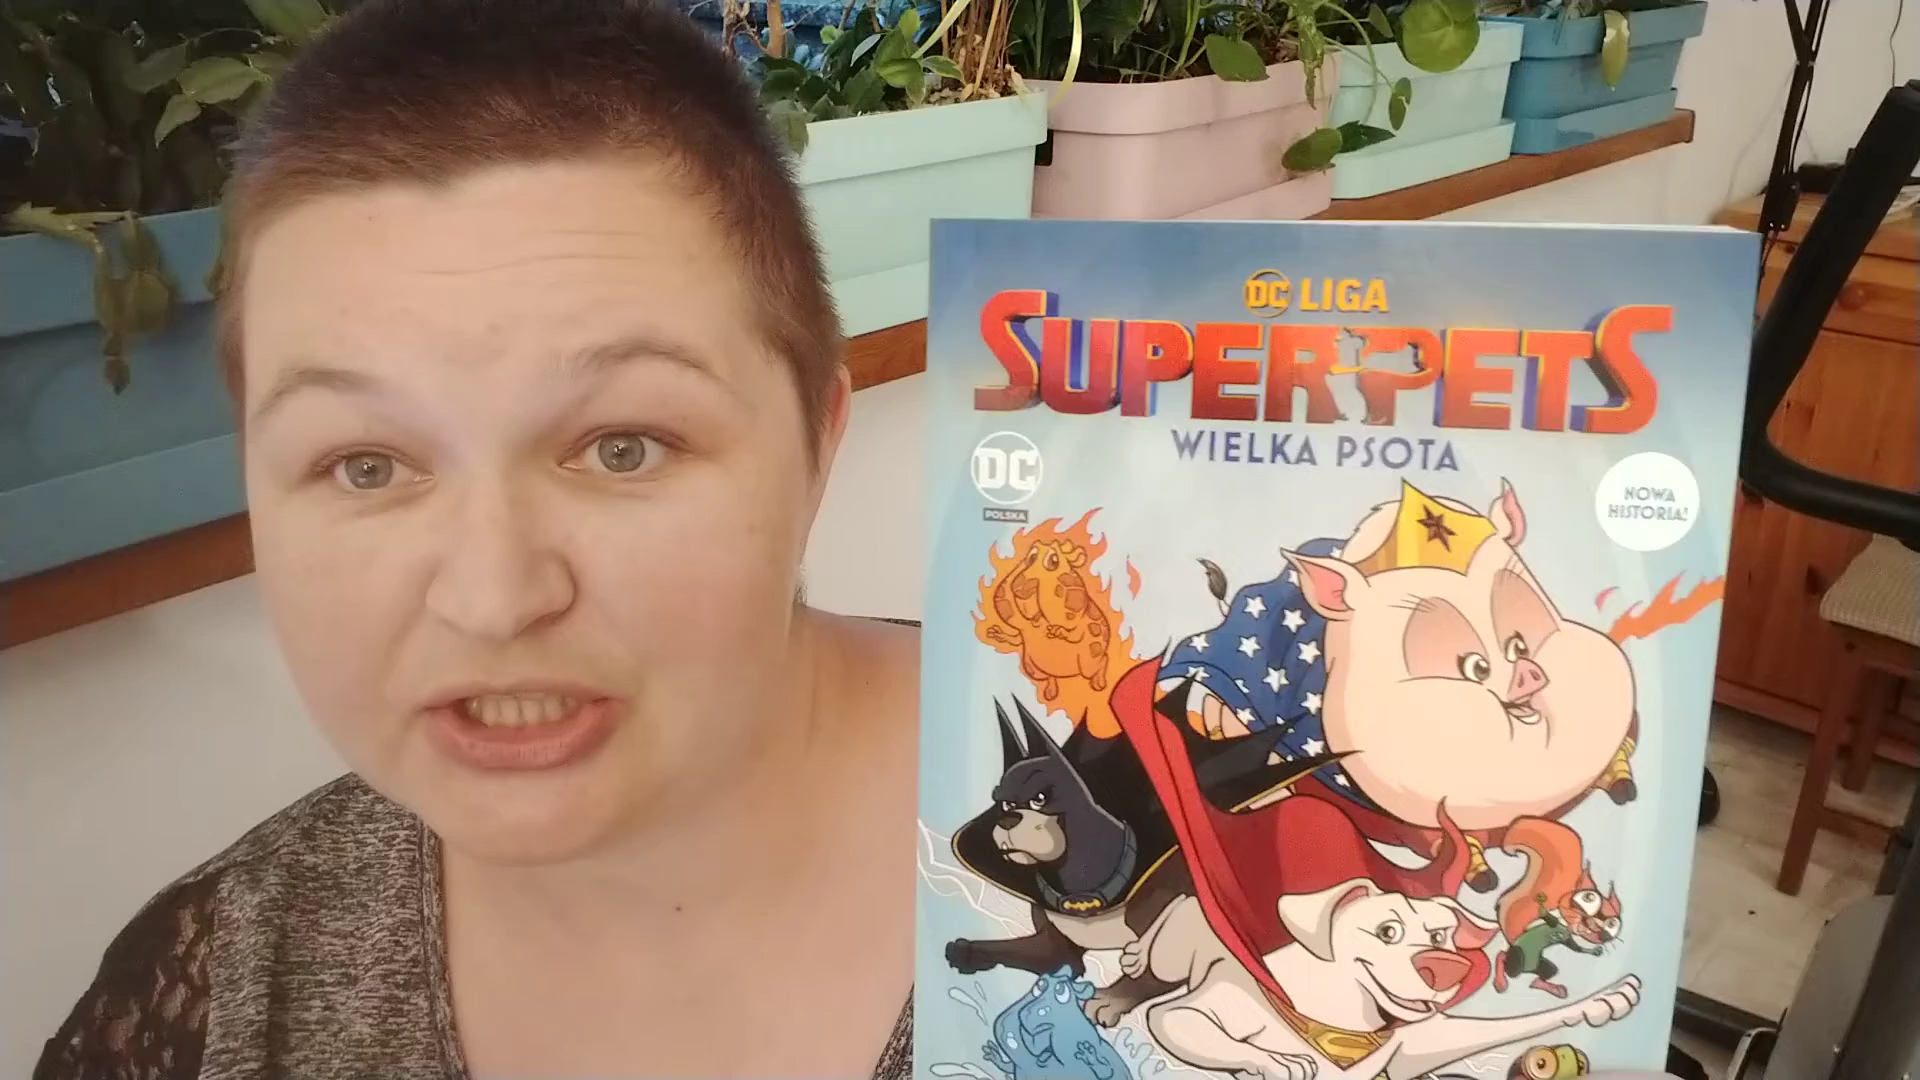 DC LIGA
SUPERPETS
WIELKA PSOTA
DC
POLSKA
NOWA
HISTORIA!